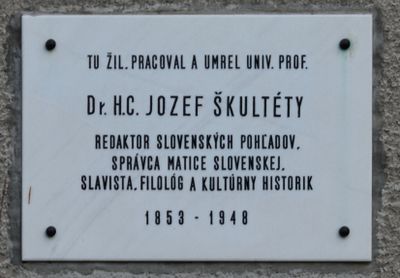 TU ŽIL, PRACOVAL A UMREL UNIV. PROF.
Dr. H.C. JOZEF ŠKULTÉTY
REDAKTOR SLOVENSKÝCH POHĽADOV,
SPRÁVCA MATICE SLOVENSKEJ,
SLAVISTA, FILOLÓG A KULTÚRNY HISTORIK
1853 - 1948